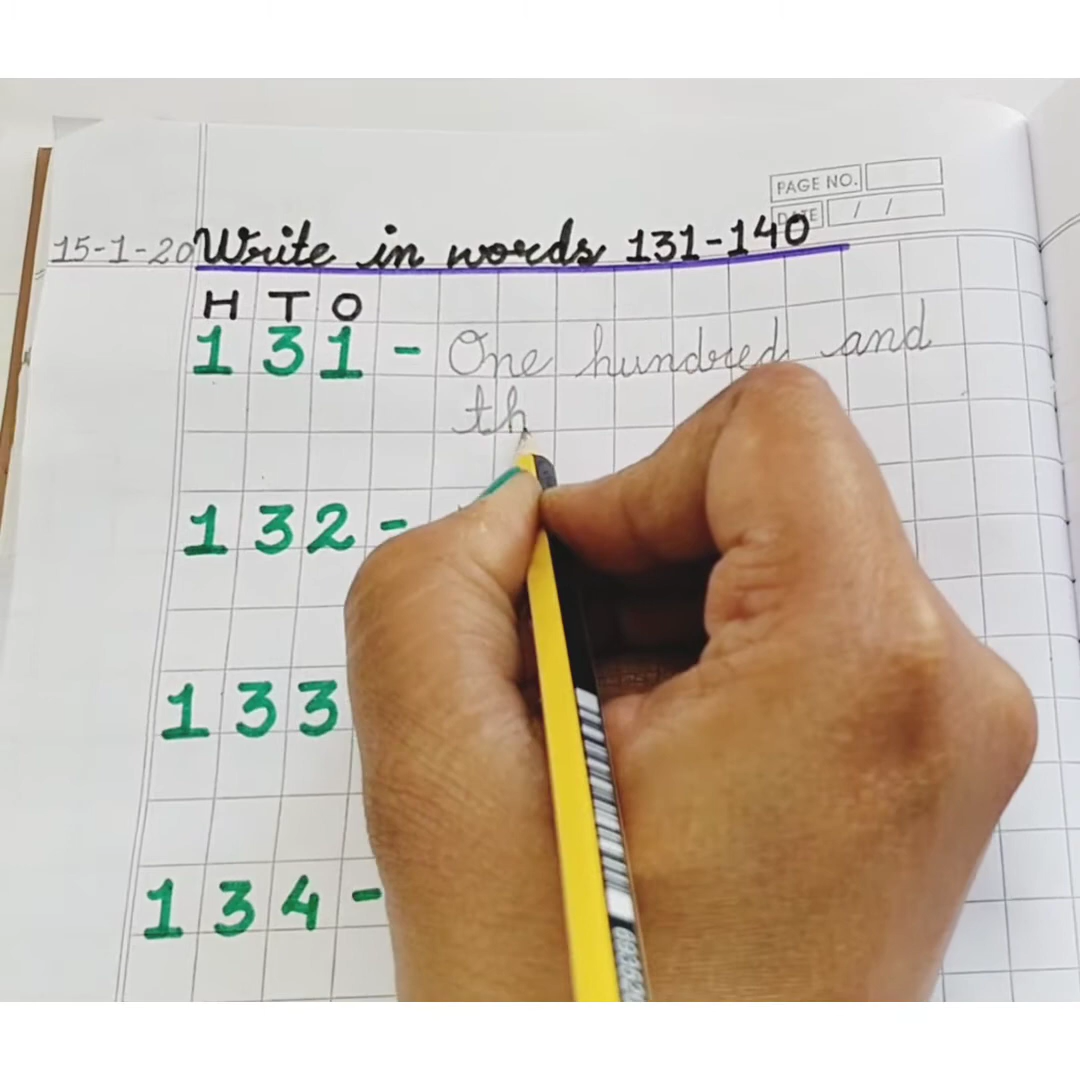 PAGE NO.
DATE / /
15-1-20 Write in words 131-140
H T O
131 - One hundred and
th
132 -
133
134 -